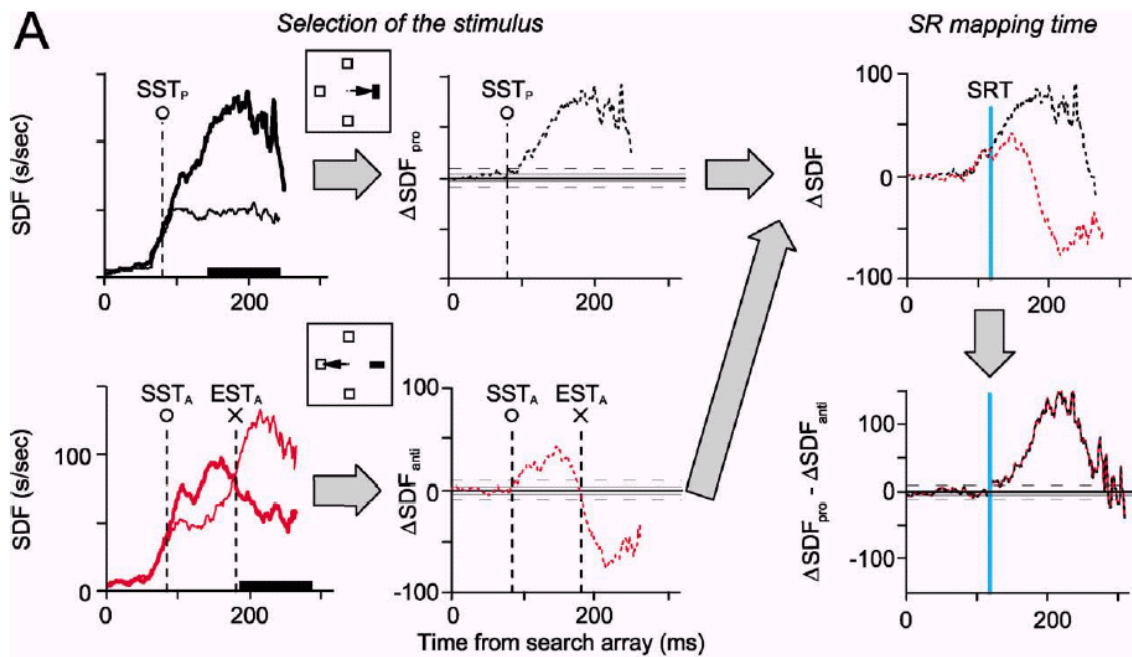 A
Selection of the stimulus
SR mapping time
SDF (s/sec)
SSTP
0
200
ΔSDF pro
SSTP
0
200
ΔSDF
100
0
-100
SRT
0
200
SDF (s/sec)
100
0
SSTA
ESTA
0
200
ΔSDFanti
100
0
-100
SSTA
ESTA
0
200
ΔSDFpro - ΔSDFanti
100
0
-100
0
200
Time from search array (ms)